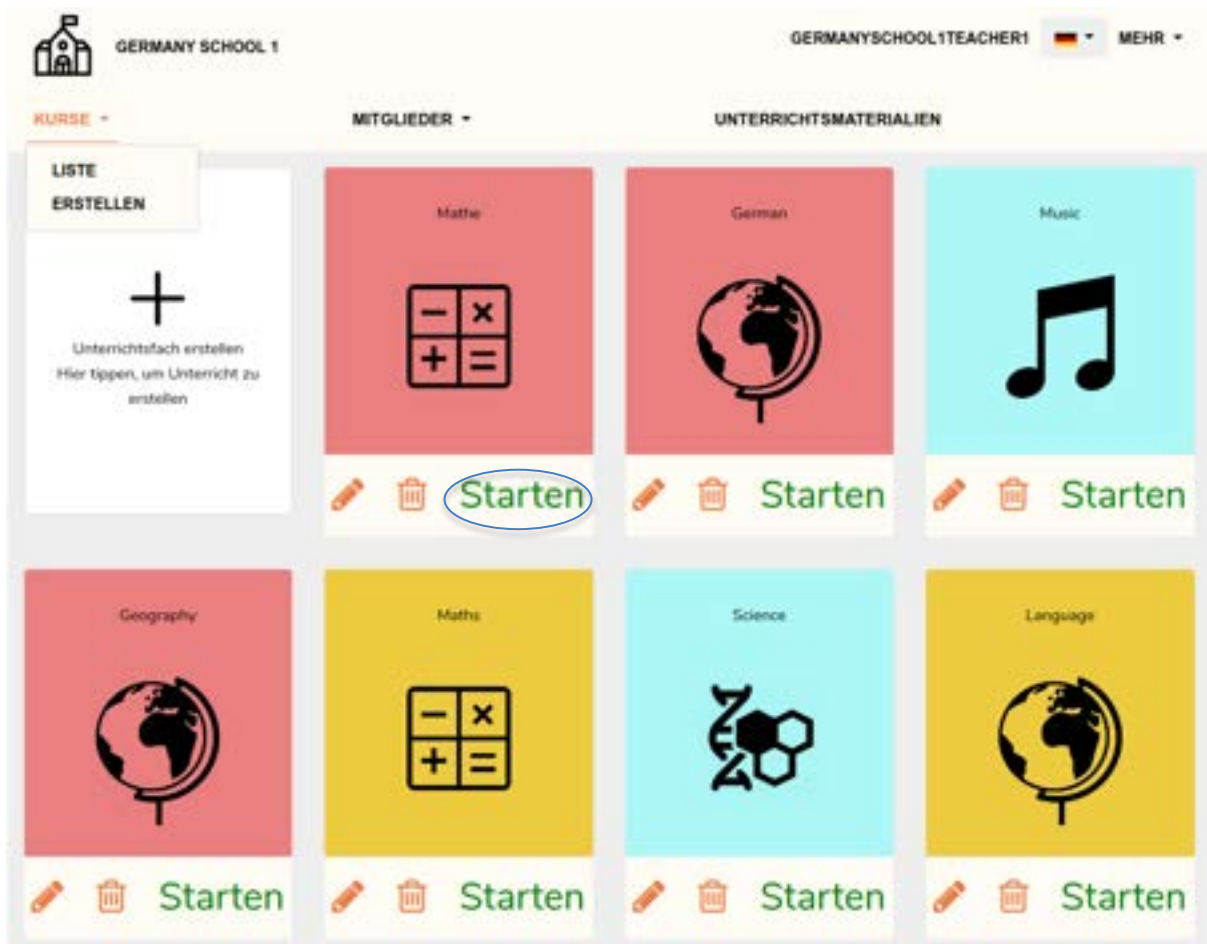 GERMANY SCHOOL 1
GERMANYSCHOOL1TEACHER1
MEHR
KURSE
MITGLIEDER
UNTERRICHTSMATERIALIEN
LISTE
ERSTELLEN
Unterrichtsfach erstellen
Hier tippen, um Unterricht zu
erstellen
Mathe
German
Music
Starten
Starten
Starten
Geography
Maths
Science
Language
Starten
Starten
Starten
Starten